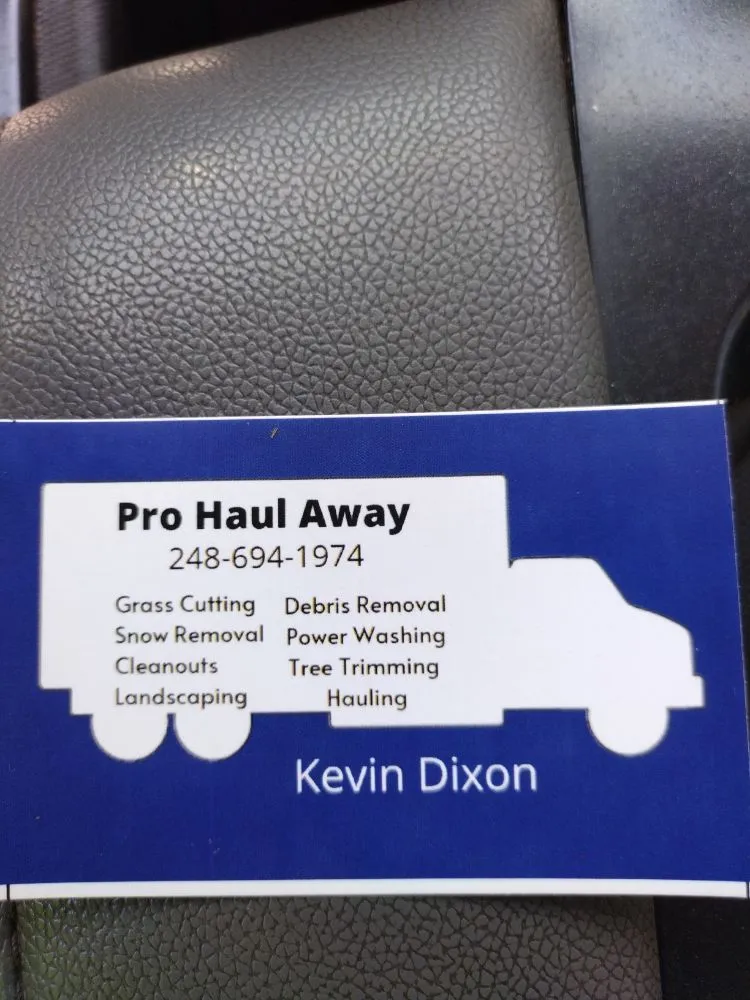 Pro Haul Away
248-694-1974
Grass Cutting Debris Removal
Snow Removal Power Washing
Cleanouts Tree Trimming
Landscaping Hauling
Kevin Dixon